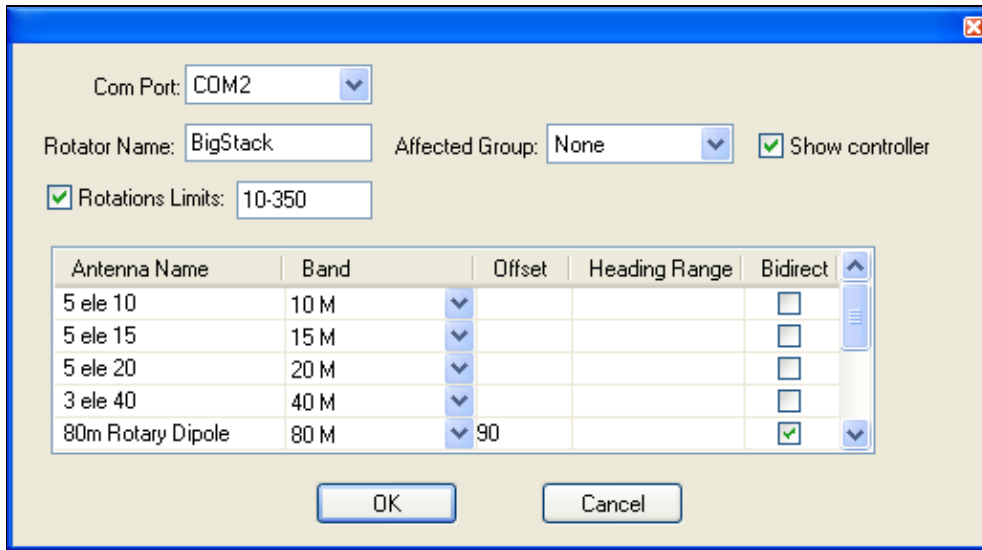 Com Port: COM2
Rotator Name: BigStack Affected Group: None Show controller
Rotations Limits: 10-350
Antenna Name Band Offset Heading Range Bidirect
5 ele 10 10 M
5 ele 15 15 M
5 ele 20 20 M
3 ele 40 40 M
80m Rotary Dipole 80 M 90
OK Cancel